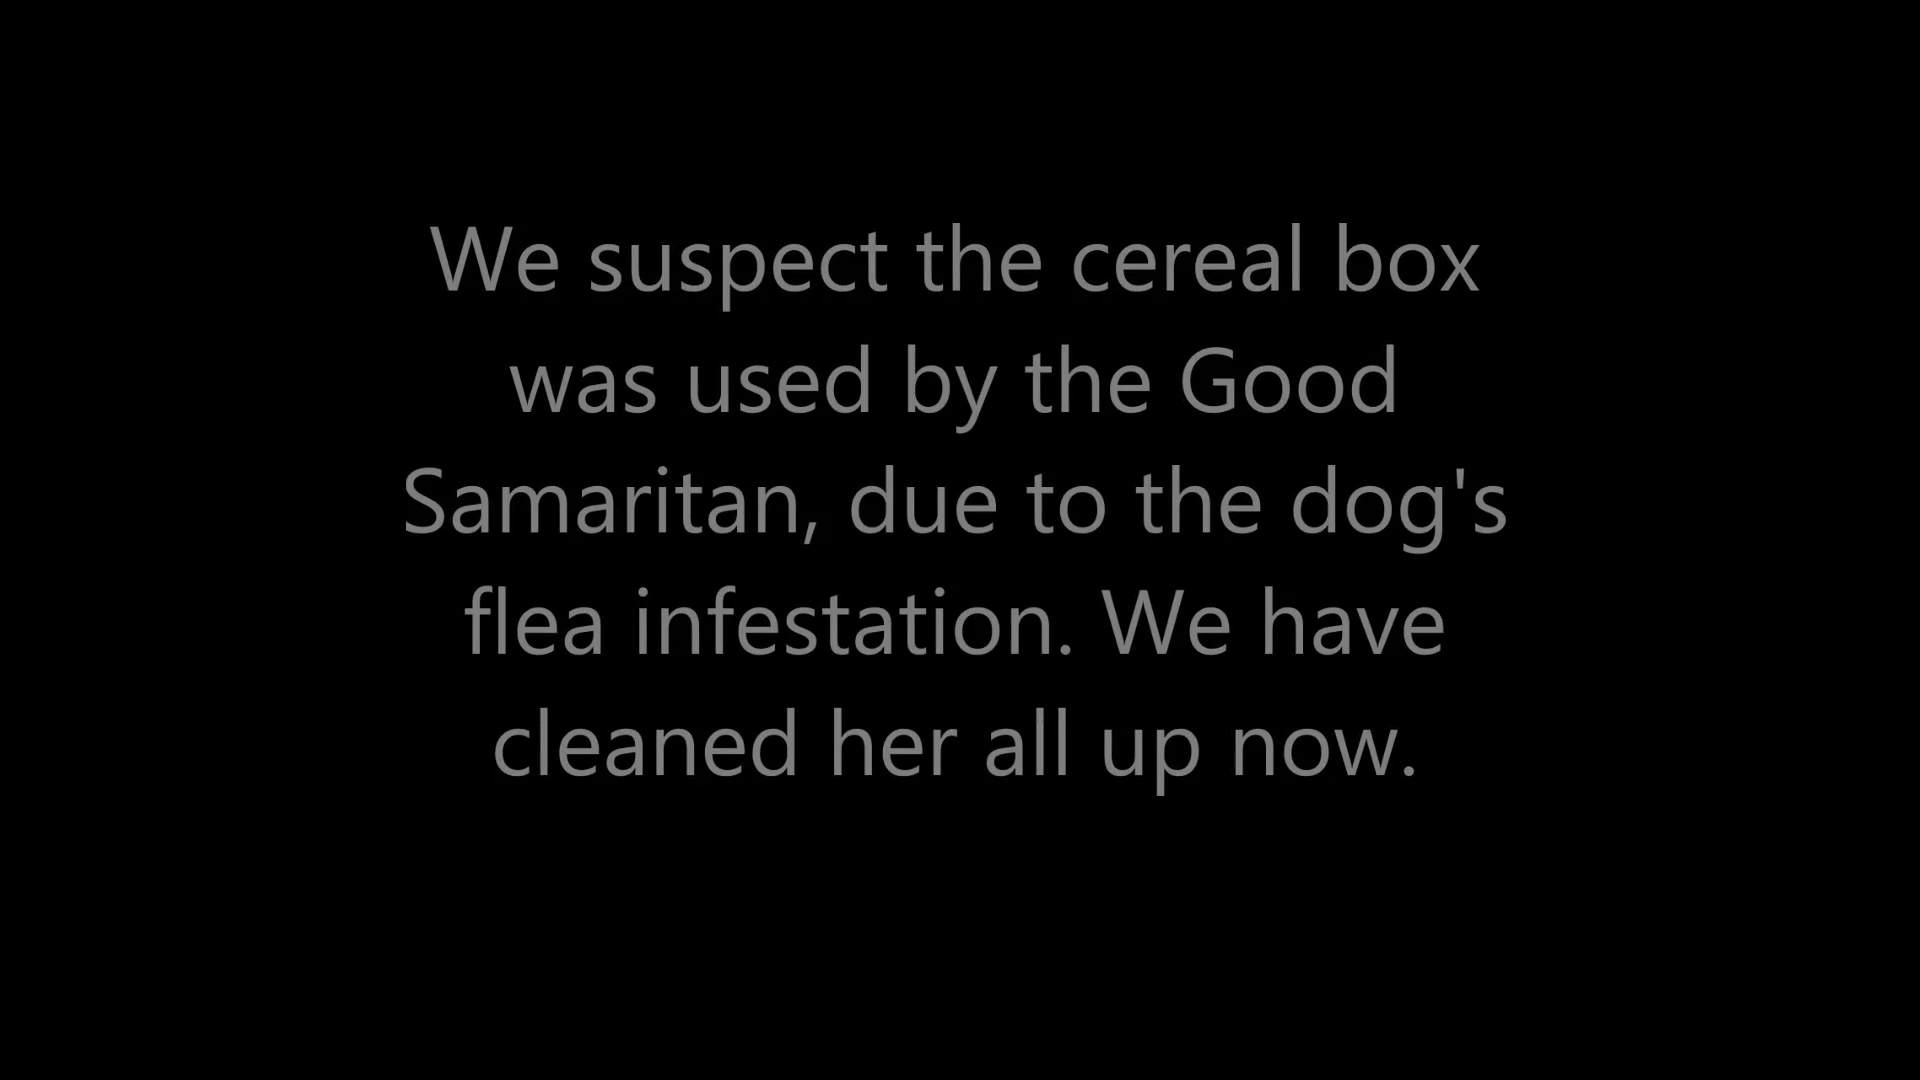 We suspect the cereal box
was used by the Good
Samaritan, due to the dog's
flea infestation. We have
cleaned her all up now.